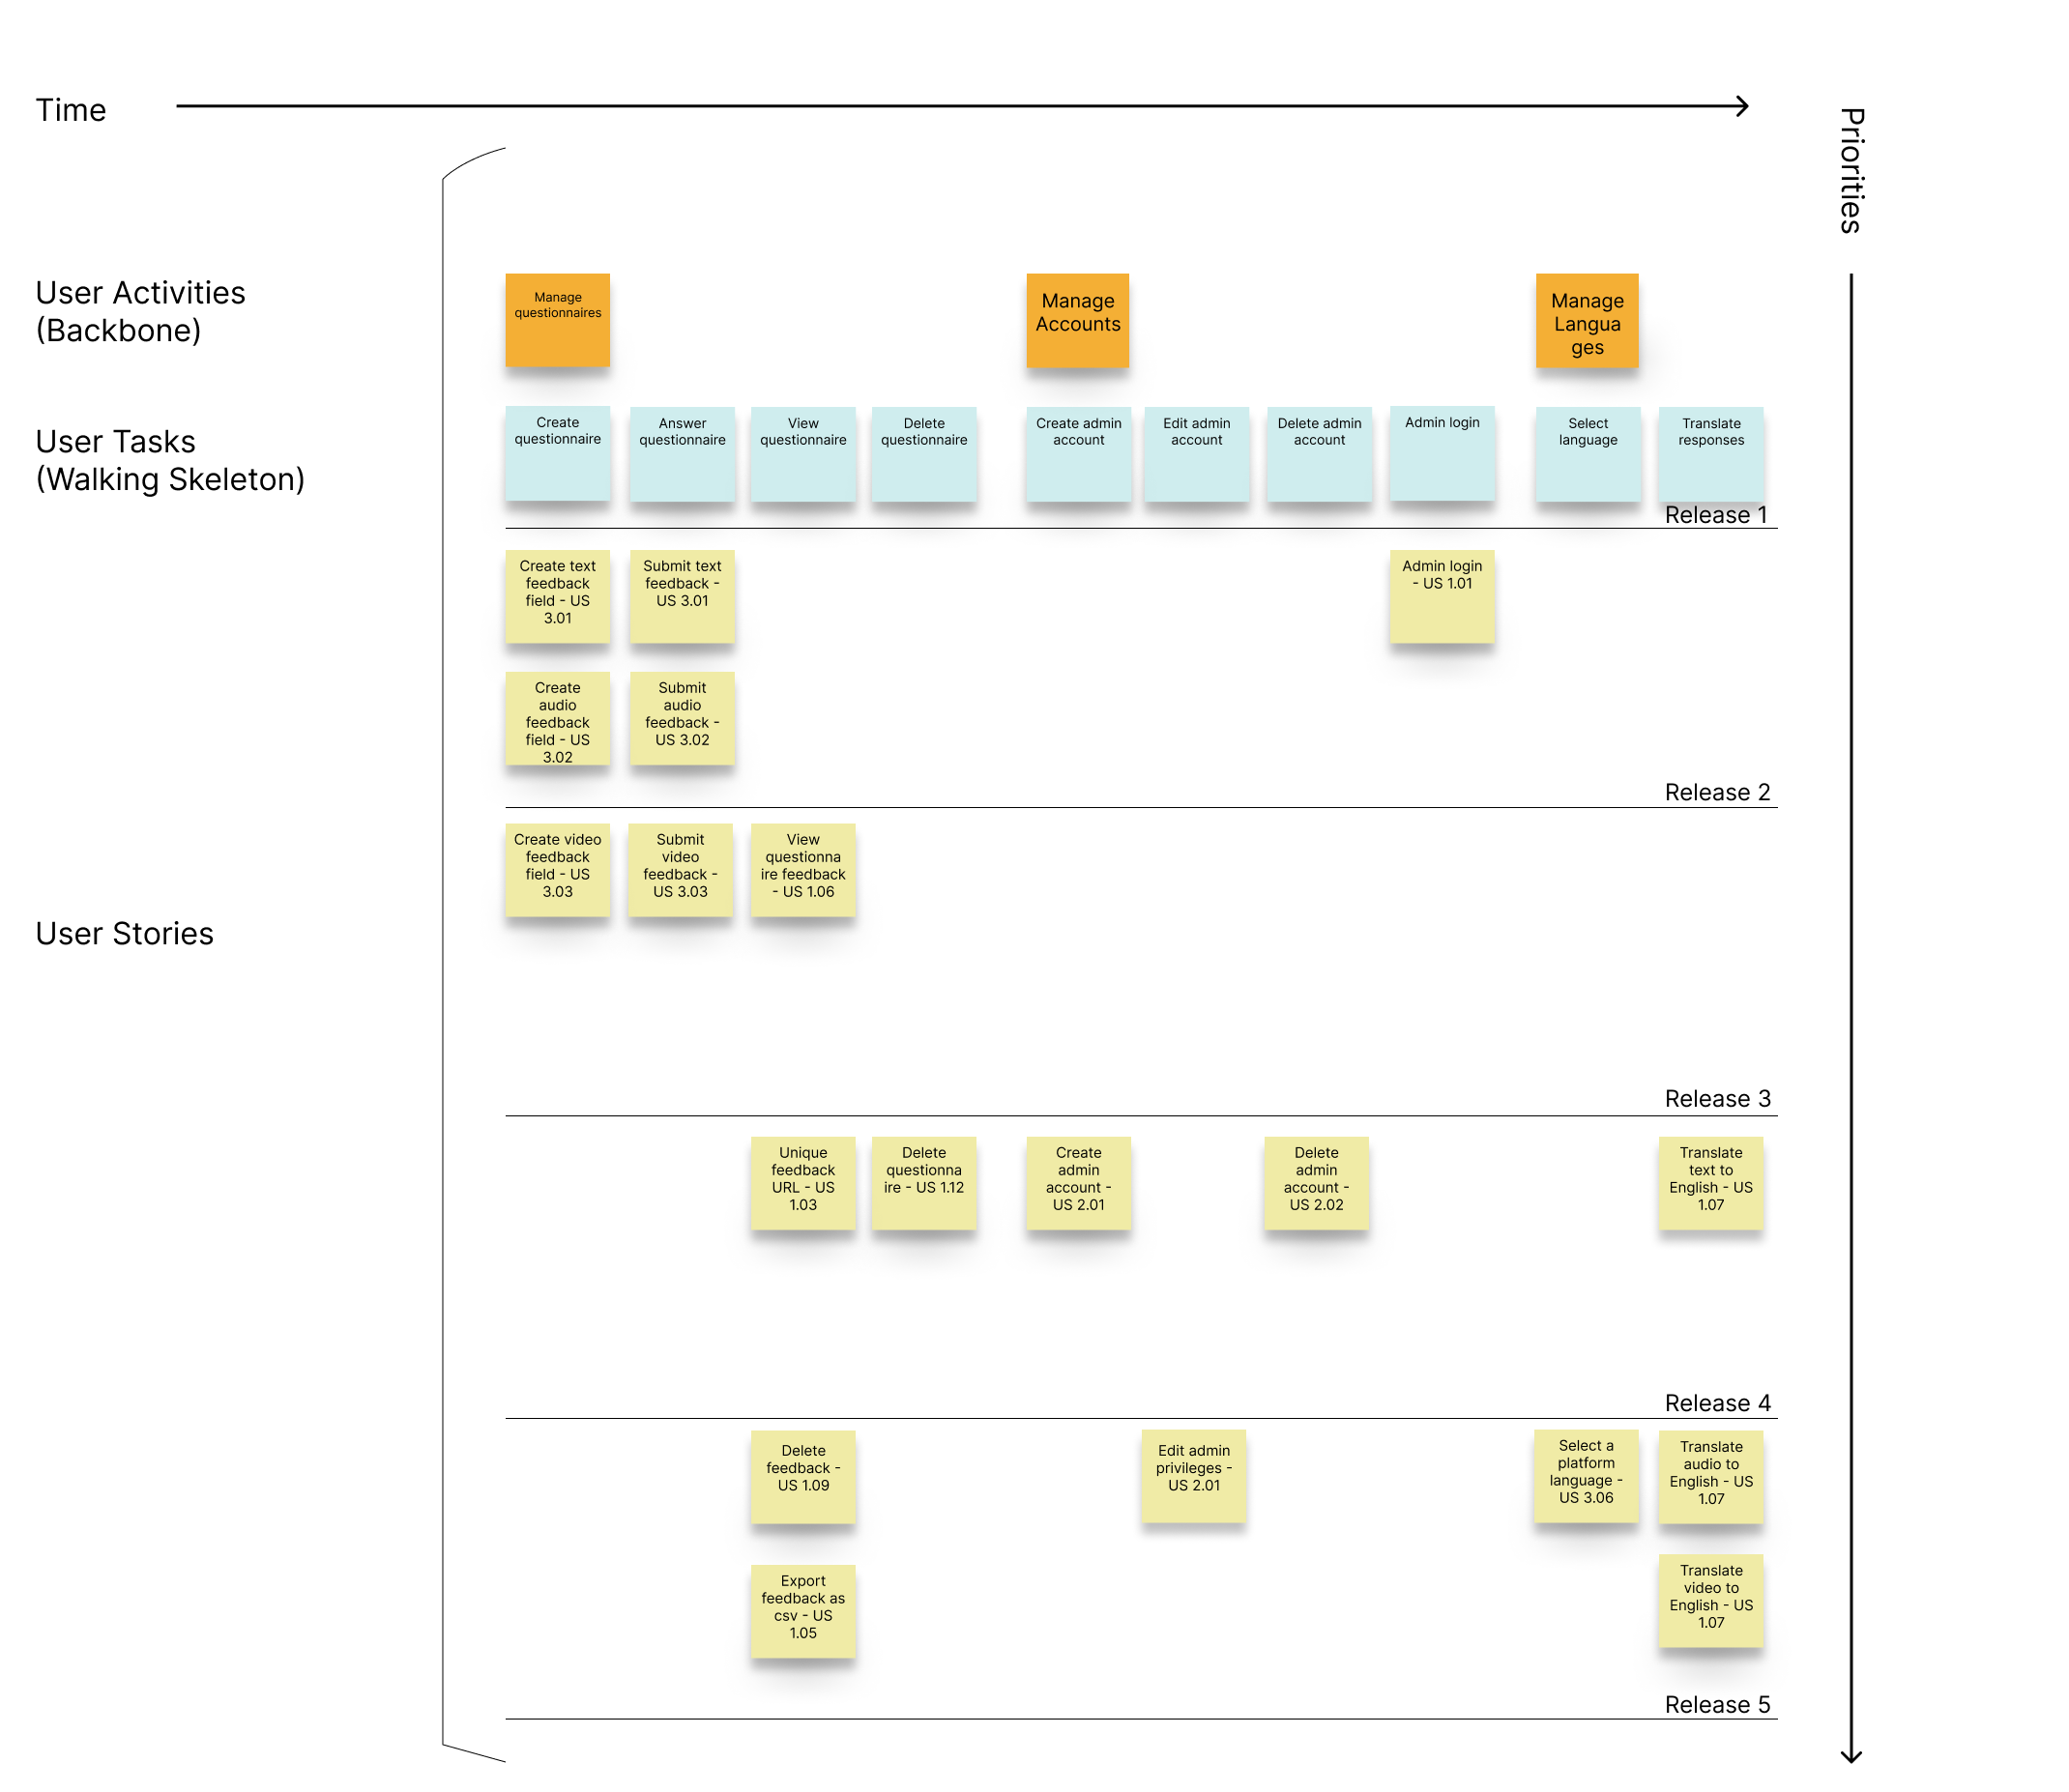 Time
Priorities
User Activities
(Backbone)
Manage
questionnaires
Manage
Accounts
Manage
Langua
ges
User Tasks
(Walking Skeleton)
Create
questionnaire
Answer
questionnaire
View
questionnaire
Delete
questionnaire
Create admin
account
Edit admin
account
Delete admin
account
Admin login
Select
language
Translate
responses
Release 1
Create text
feedback
field - US
3.01
Submit text
feedback -
US 3.01
Admin login
- US 1.01
Create
audio
feedback
field - US
3.02
Submit
audio
feedback -
US 3.02
Release 2
Create video
feedback
field - US
3.03
Submit
video
feedback -
US 3.03
View
questionna
ire feedback
- US 1.06
User Stories
Release 3
Unique
feedback
URL - US
1.03
Delete
questionna
ire - US 1.12
Create
admin
account -
US 2.01
Delete
admin
account -
US 2.02
Translate
text to
English - US
1.07
Release 4
Delete
feedback -
US 1.09
Edit admin
privileges -
US 2.01
Select a
platform
language -
US 3.06
Translate
audio to
English - US
1.07
Export
feedback as
csv - US
1.05
Translate
video to
English - US
1.07
Release 5